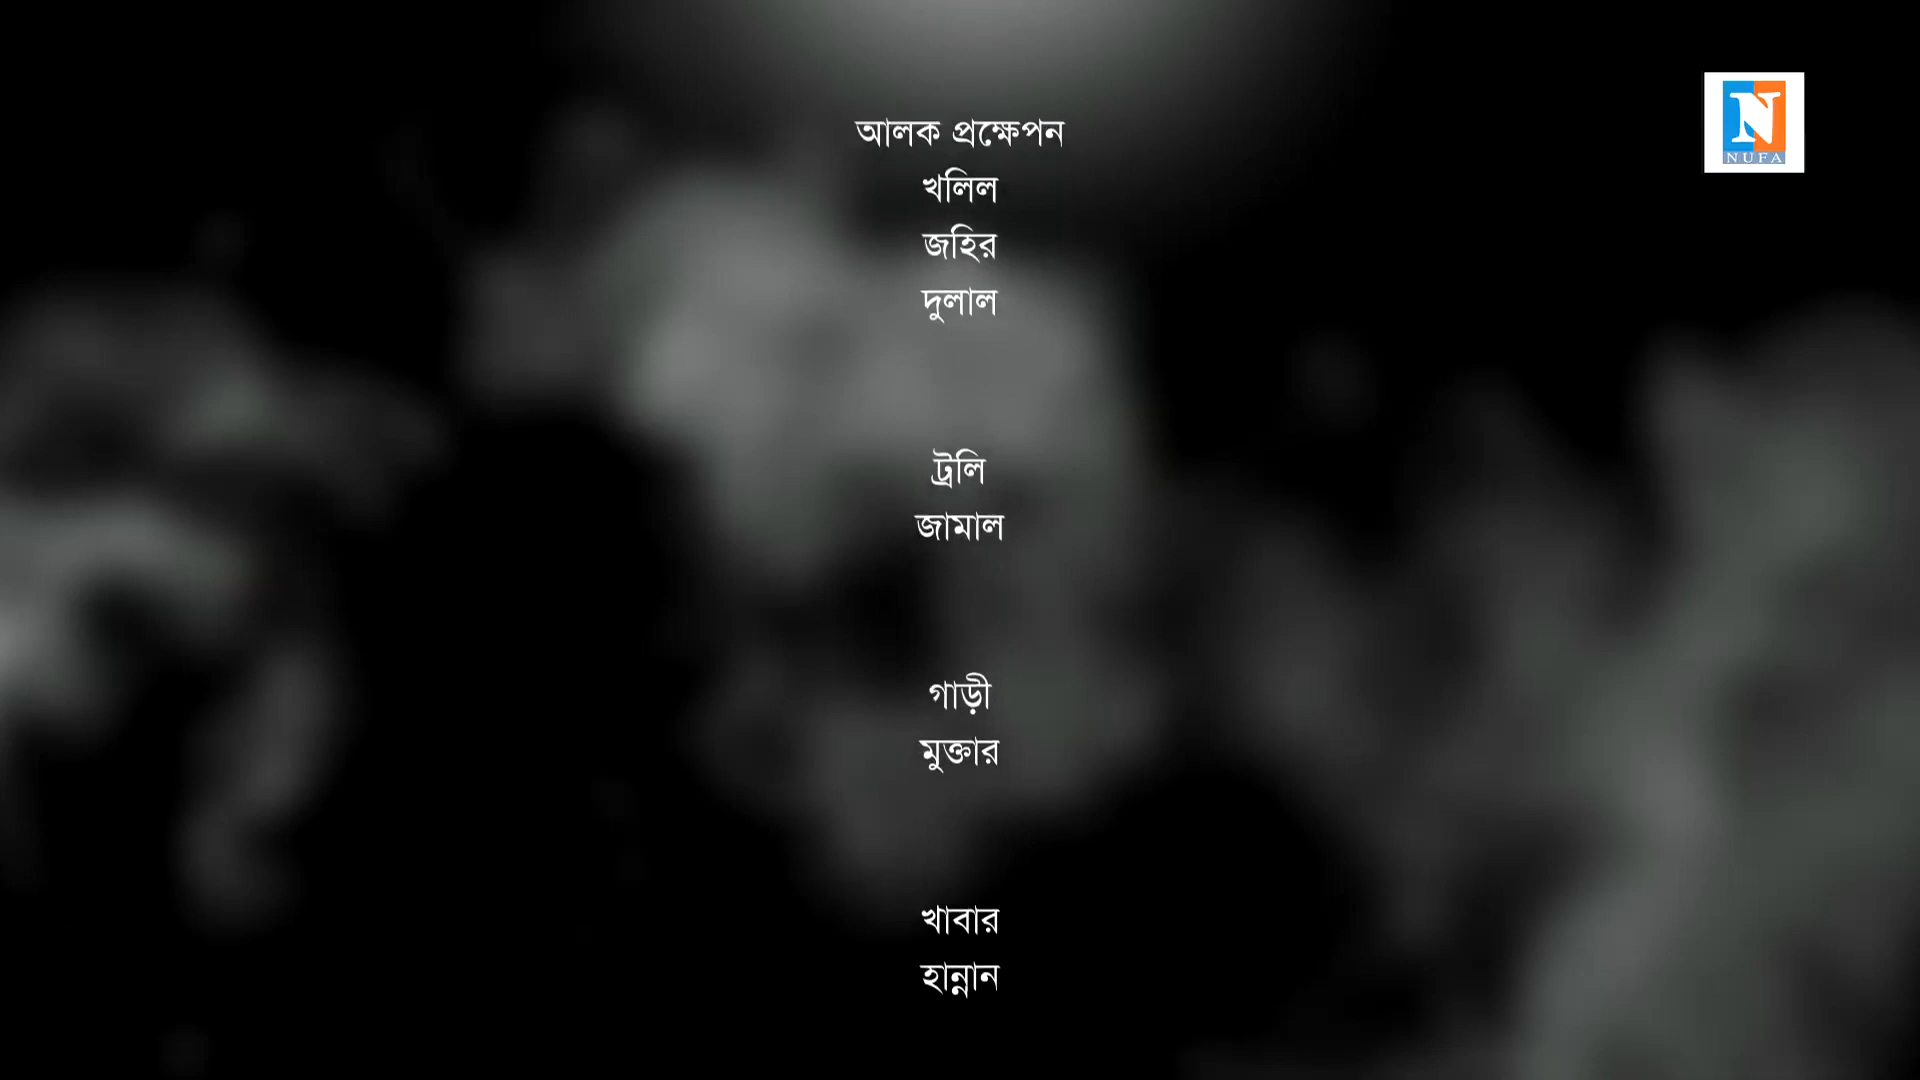 আলক প্রক্ষেপন
খলিল
জহির
দুলাল
ট্রলি
জামাল
গাড়ী
মুক্তার
খাবার
হান্নান
N
NUFA